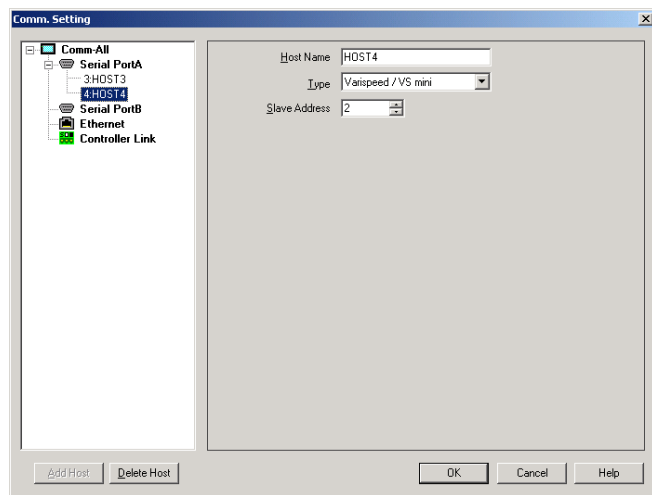 Comm. Setting
Comm-All
Serial PortA
3:HOST3
4:HOST4
Serial PortB
Ethernet
Controller Link
Host Name HOST4
Type Varispeed / VS mini
Slave Address 2
Add Host Delete Host OK Cancel Help